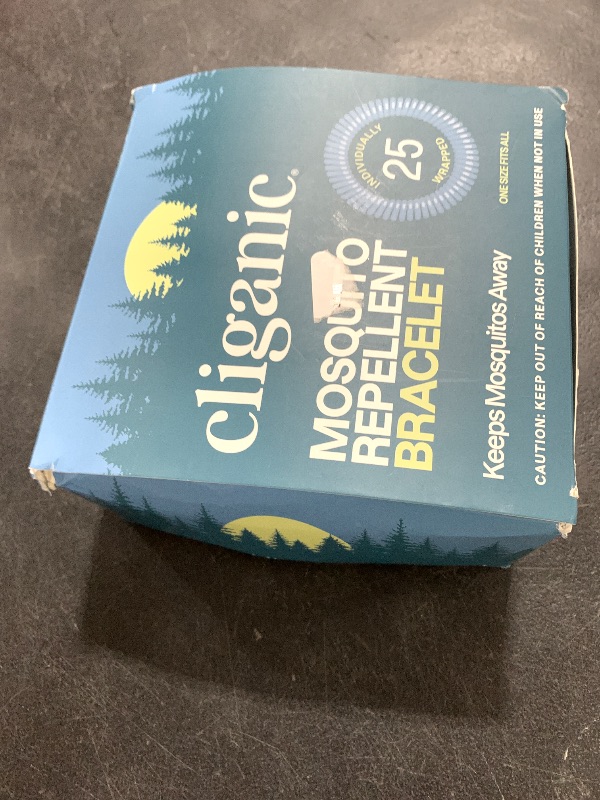 cliganic®
MOSQUITO
REPELLENT
BRACELET
INDIVIDUALLY
25
WRAPPED
Keeps Mosquitos Away
ONE SIZE FITS ALL
CAUTION: KEEP OUT OF REACH OF CHILDREN WHEN NOT IN USE